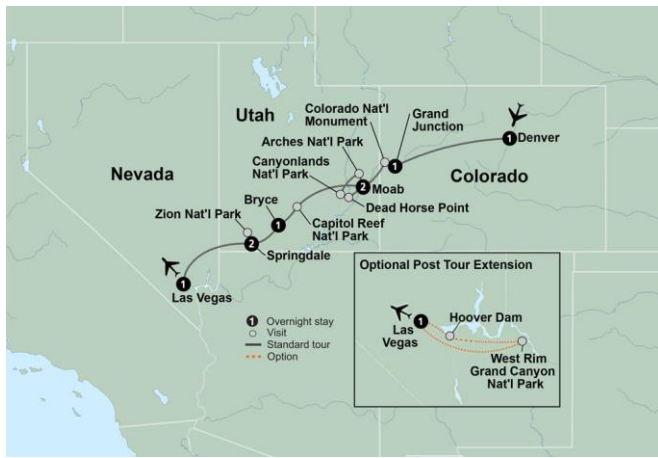 Utah
Colorado Nat'l
Monument
Grand
Junction
1
Denver
Arches Nat'l Park
1
Nevada
Canyonlands
Nat'l Park
2
Moab
Colorado
Bryce
Dead Horse Point
Zion Nat'l Park
1
Capitol Reef
Nat'l Park
2
Springdale
1
Las Vegas
Optional Post Tour Extension
1
Las
Vegas
Hoover Dam
West Rim
Grand Canyon
Nat'l Park
1 Overnight stay
Visit
Standard tour
Option